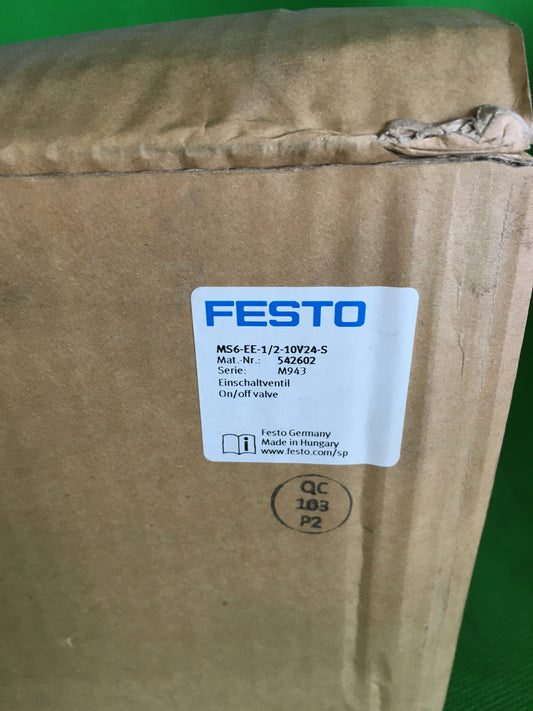 FESTO
MS6-EE-1/2-10V24-S
Mat.-Nr.: 542602
Serie: M943
Einschaltventil
On/off valve
Festo Germany
Made in Hungary
www.festo.com/sp
QC
103
P2